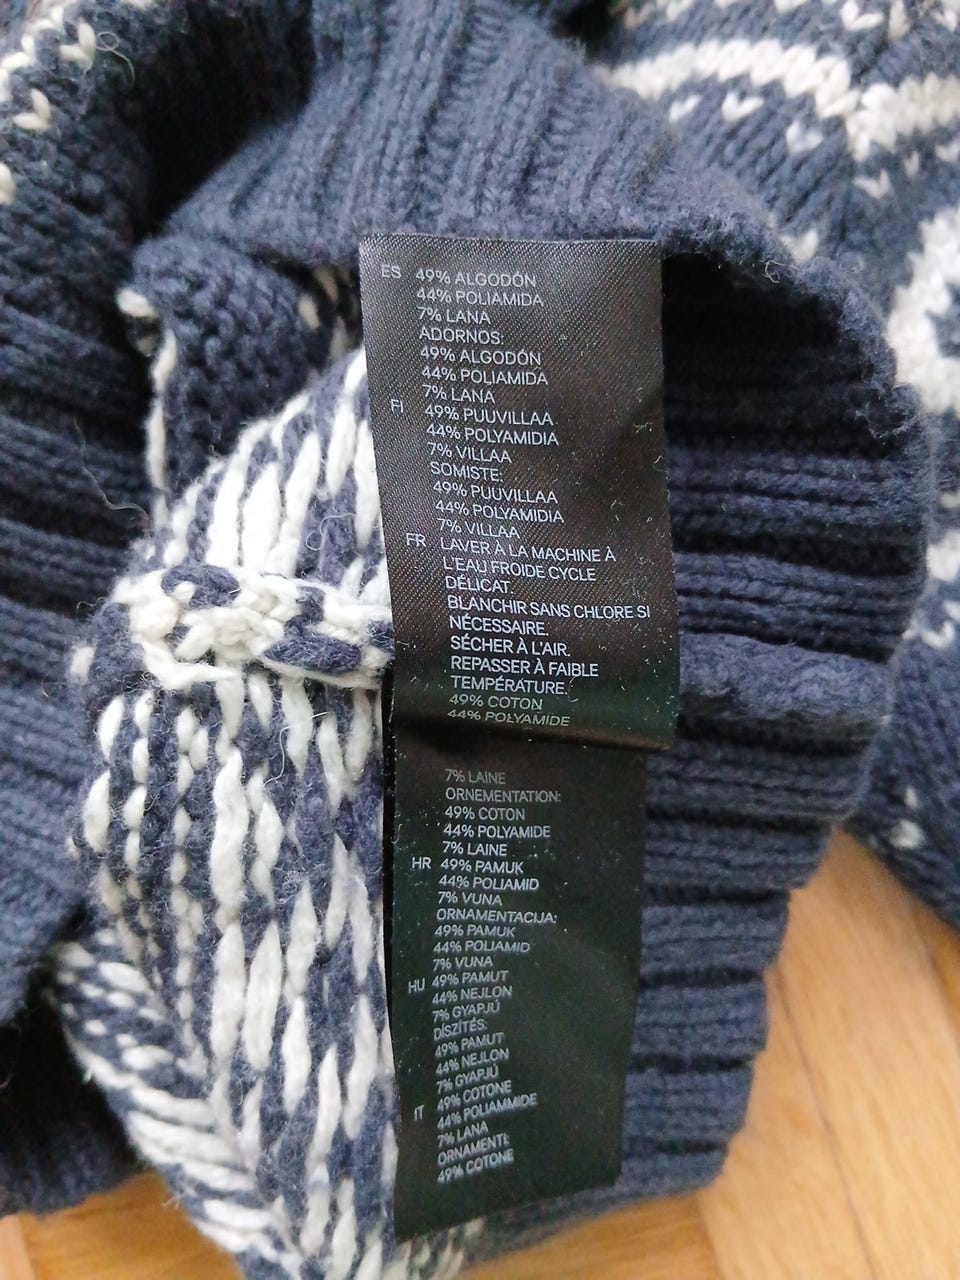 ES 49% ALGODÓN
44% POLIAMIDA
7% LANA
ADORNOS:
49% ALGODÓN
44% POLIAMIDA
7% LANA
FI 49% PUUVILLAA
44% POLYAMIDIA
7% VILLAA
SOMISTE:
49% PUUVILLAA
44% POLYAMIDIA
7% VILLAA
FR LAVER À LA MACHINE À
L'EAU FROIDE CYCLE
DÉLICAT.
BLANCHIR SANS CHLORE SI
NÉCESSAIRE.
SÉCHER À L'AIR.
REPASSER À FAIBLE
TEMPÉRATURE.
49% COTON
44% POLYAMIDE
7% LAINE
ORNEMENTATION:
49% COTON
44% POLYAMIDE
7% LAINE
HR 49% PAMUK
44% POLIAMID
7% VUNA
ORNAMENTACIJA:
49% PAMUK
44% POLIAMID
7% VUNA
HU 49% PAMUT
44% NEJLON
7% GYAPJÚ
DÍSZÍTÉS:
49% PAMUT
44% NEJLON
7% GYAPJÚ
IT 49% COTONE
44% POLIAMMIDE
7% LANA
ORNAMENTI:
49% COTONE